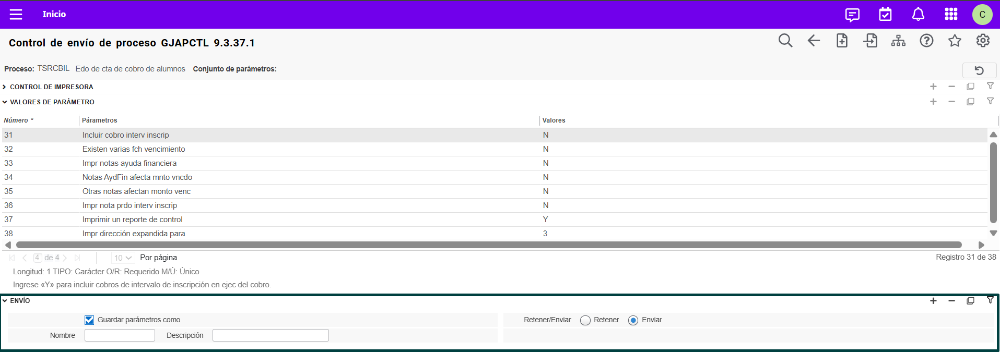 Inicio
C
Control de envío de proceso GJAPCTL 9.3.37.1
Proceso: TSRCBIL Edo de cta de cobro de alumnos Conjunto de parámetros:
CONTROL DE IMPRESORA
VALORES DE PARÁMETRO
Número * Párametros Valores
31 Incluir cobro interv inscrip N
32 Existen varias fch vencimiento N
33 Impr notas ayuda financiera N
34 Notas AydFin afecta mnto vncdo N
35 Otras notas afectan monto venc N
36 Impr nota prdo interv inscrip N
37 Imprimir un reporte de control Y
38 Impr dirección expandida para 3
4 de 4 10 Por página Registro 31 de 38
Longitud: 1 TIPO: Carácter O/R: Requerido M/Ú: Único
Ingrese «Y» para incluir cobros de intervalo de inscripción en ejec del cobro.
ENVÍO
Guardar parámetros como Retener/Enviar Retener Enviar
Nombre Descripción